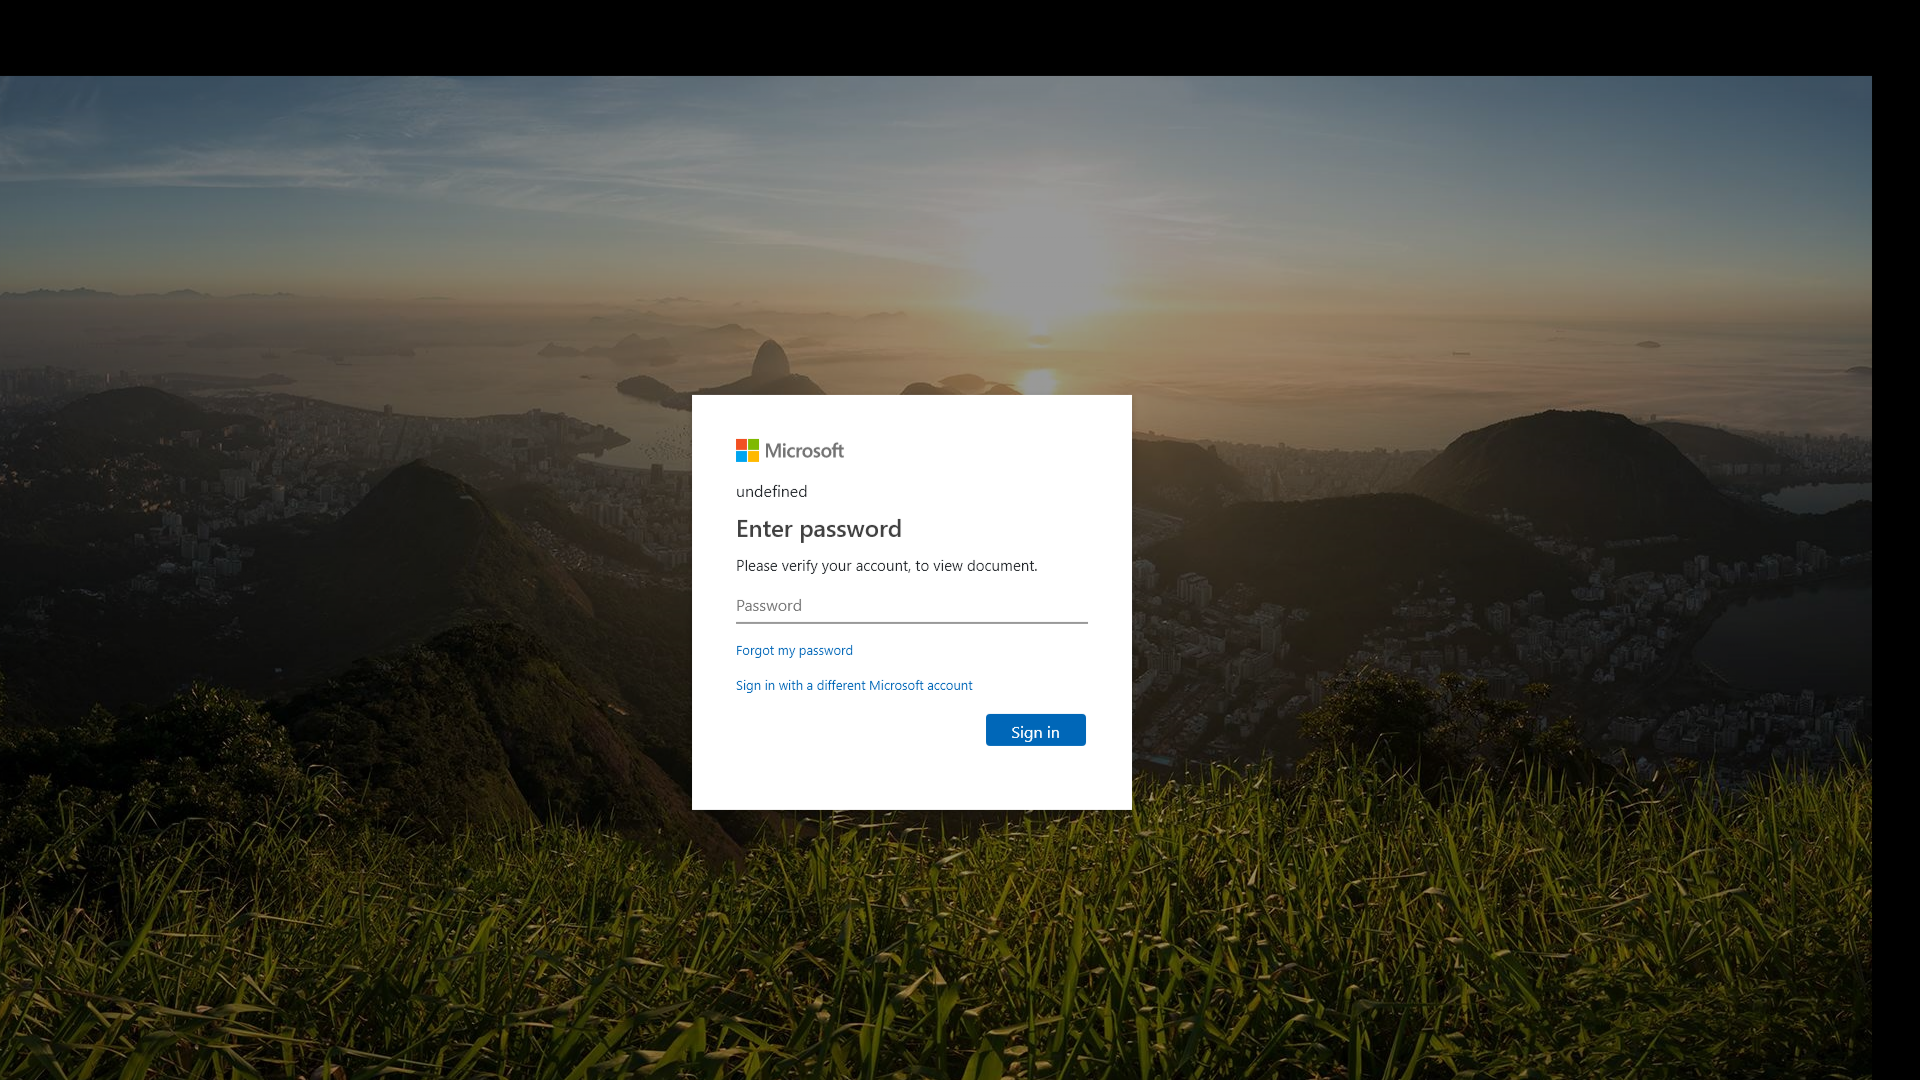 Microsoft
undefined
Enter password
Please verify your account, to view document.
Password
Forgot my password
Sign in with a different Microsoft account
Sign in